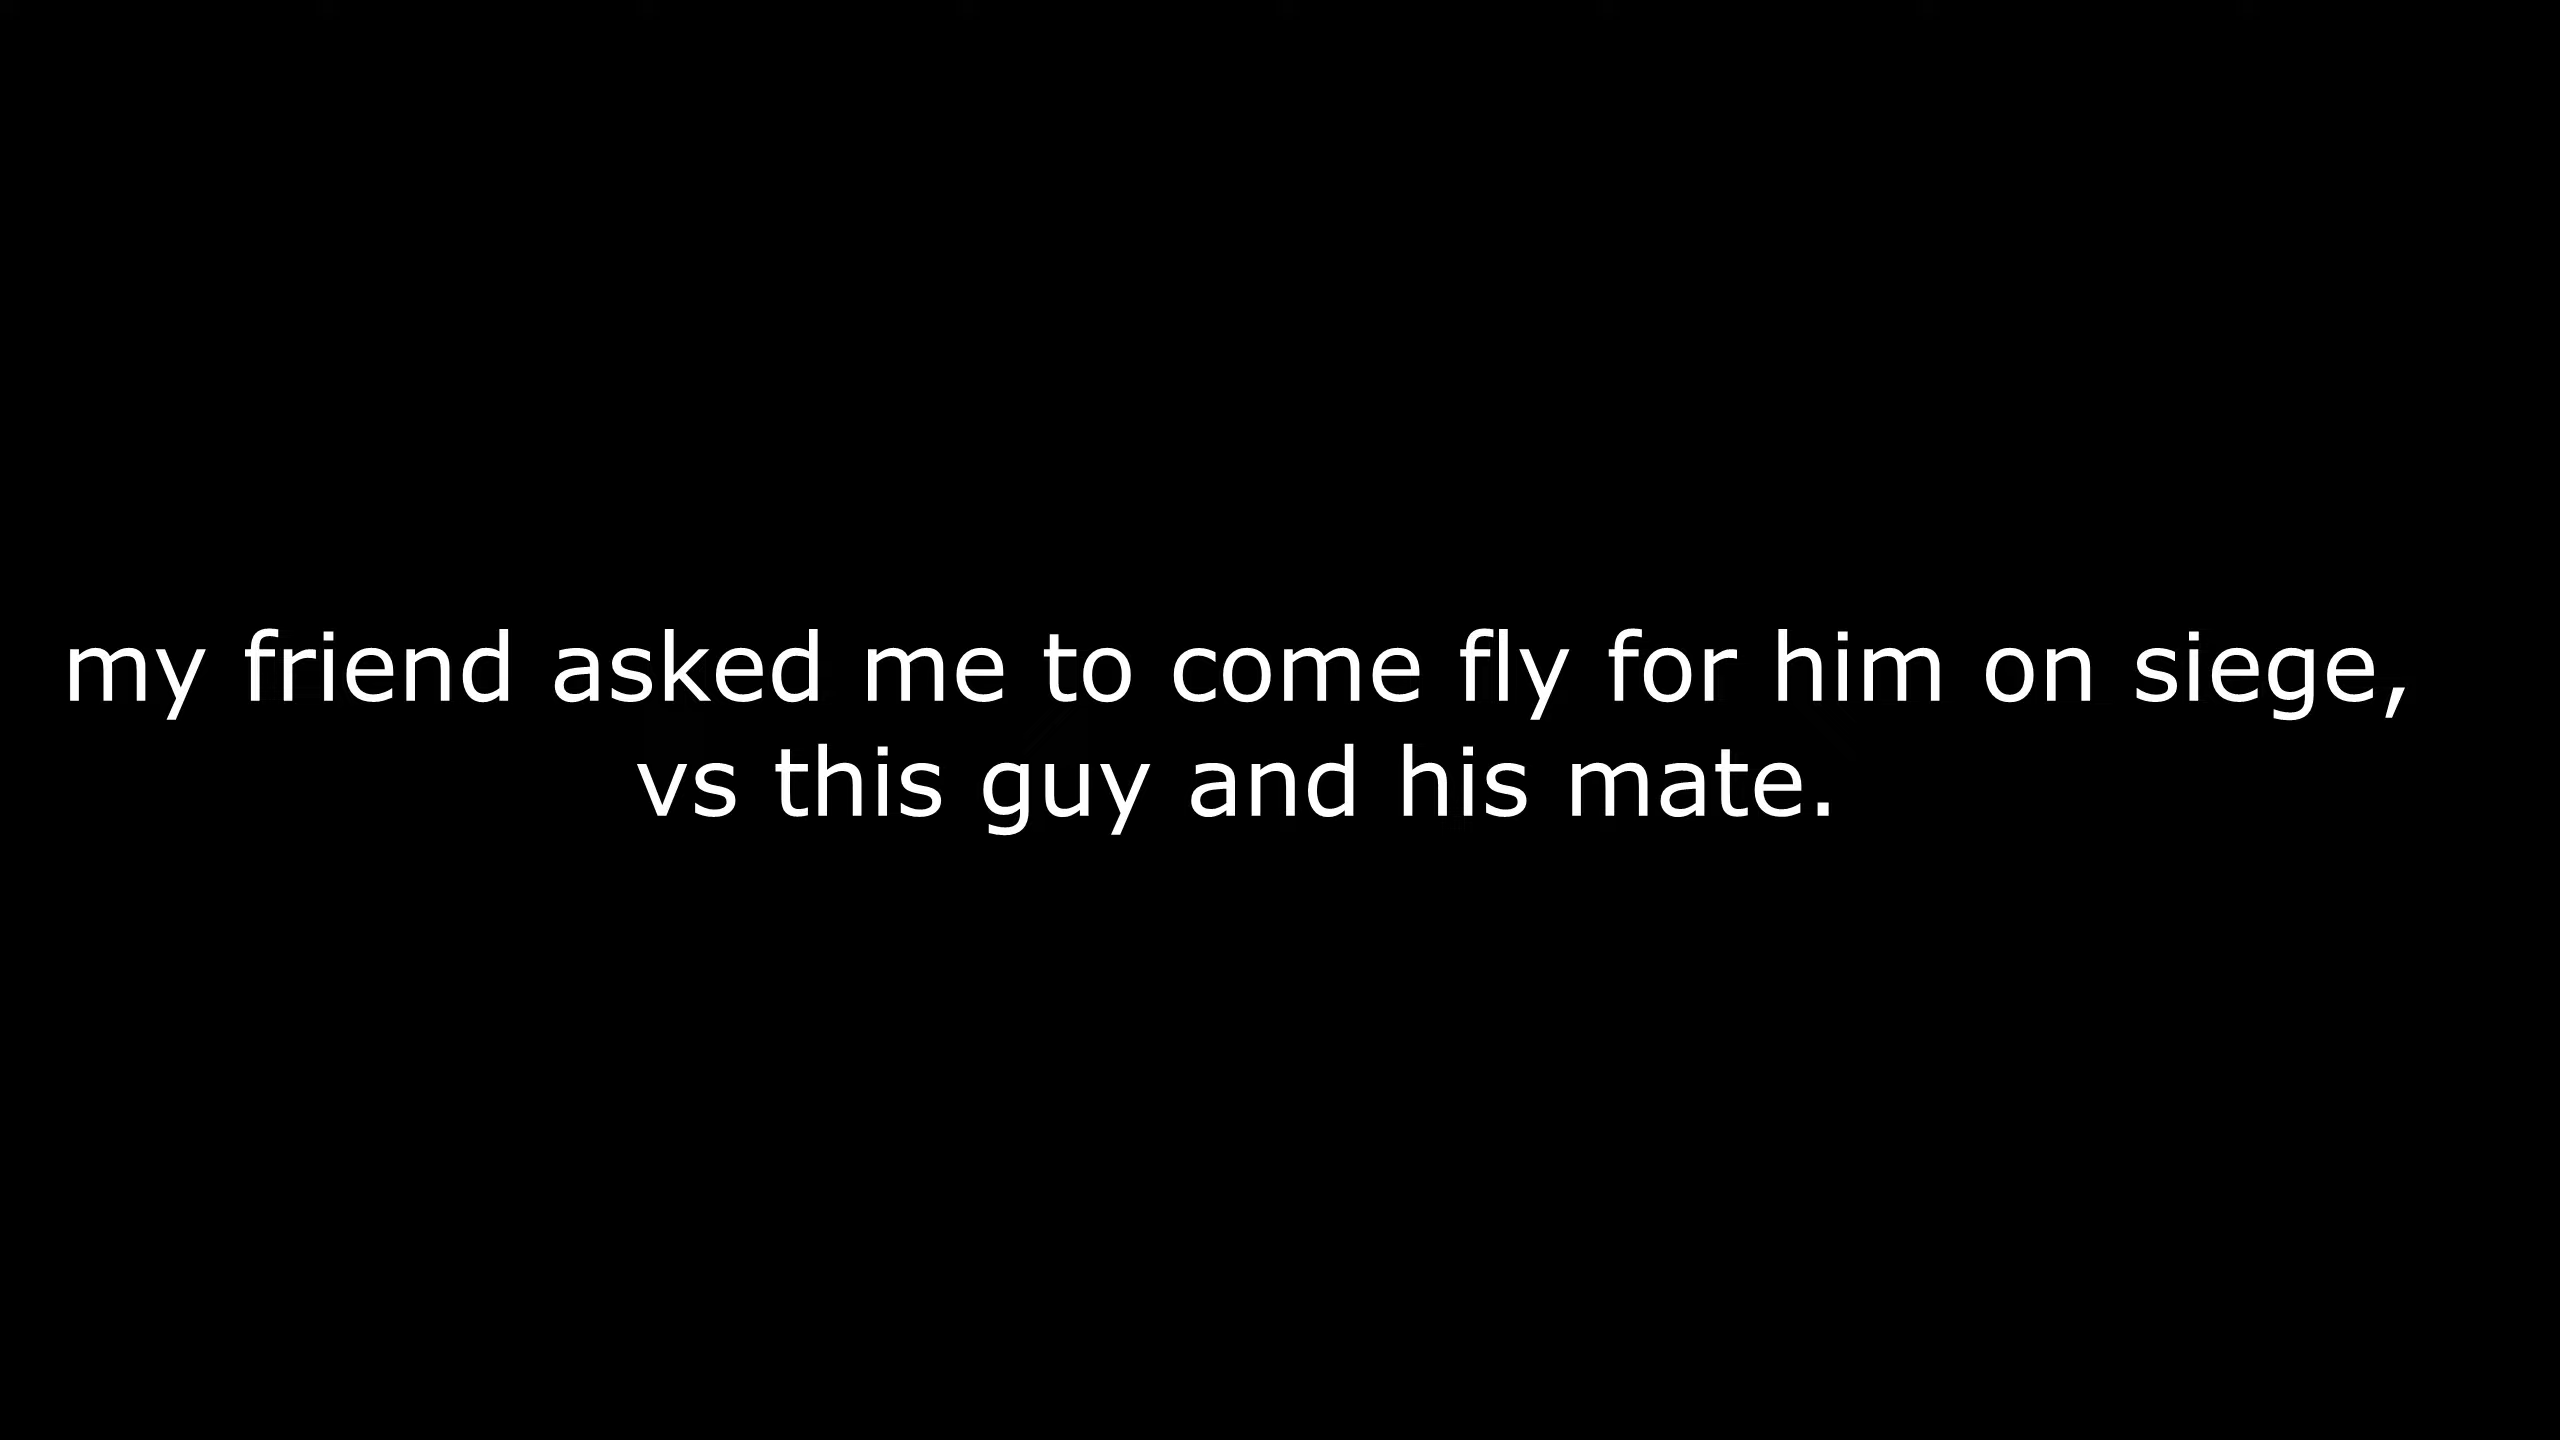 my friend asked me to come fly for him on siege,
vs this guy and his mate.